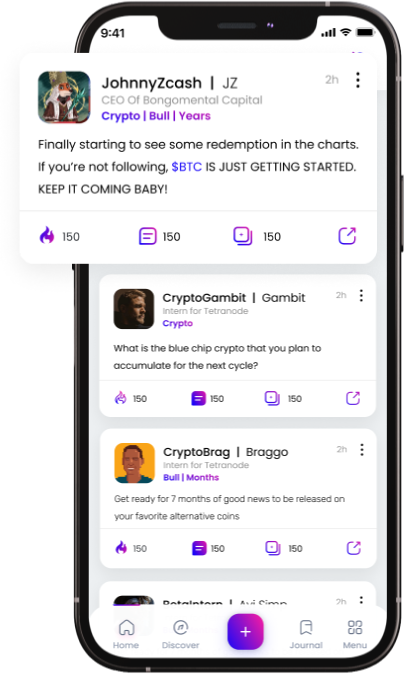 9:41
JohnnyZcash | JZ
2h
CEO Of Bongomental Capital
Crypto | Bull | Years
Finally starting to see some redemption in the charts.
If you're not following, $BTC IS JUST GETTING STARTED.
KEEP IT COMING BABY!
150 150 150
CryptoGambit | Gambit
2h
Intern for Tetranode
Crypto
What is the blue chip crypto that you plan to
accumulate for the next cycle?
150 150 150
CryptoBrag | Braggo
2h
Intern for Tetranode
Bull | Months
Get ready for 7 months of good news to be released on
your favorite alternative coins
150 150 150
2h
Home Discover Journal Menu